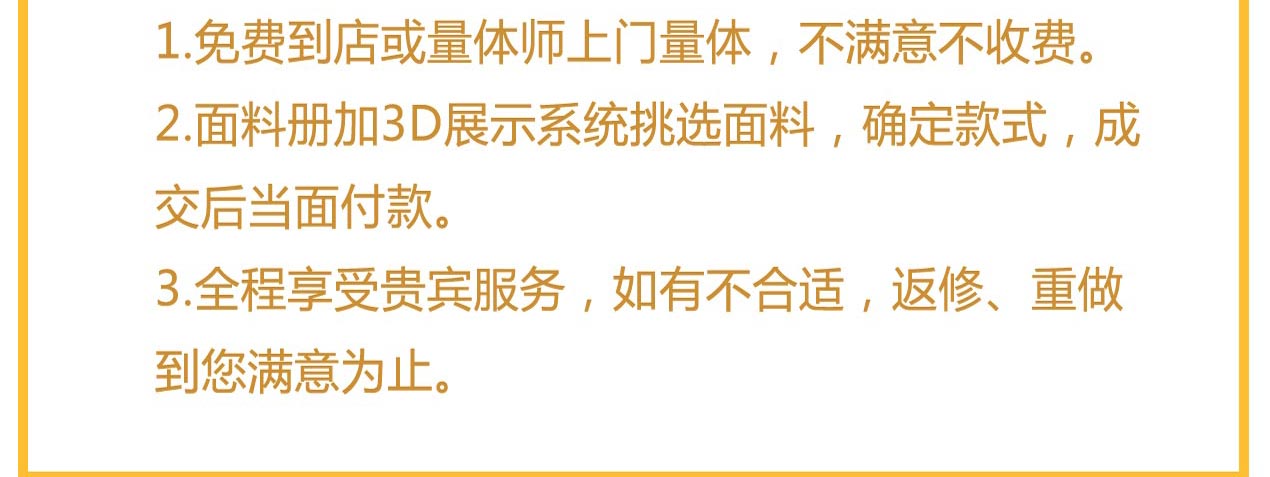 1.免费到店或量体师上门量体，不满意不收费。
2.面料册加3D展示系统挑选面料，确定款式，成
交后当面付款。
3.全程享受贵宾服务，如有不合适，返修、重做
到您满意为止。